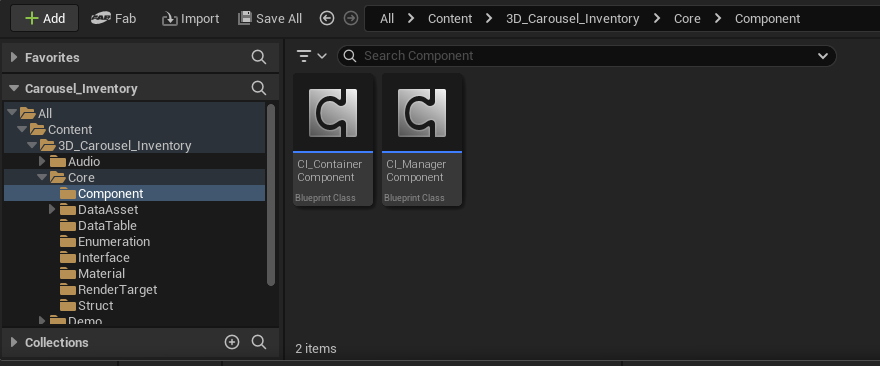 Add
Fab
Import
Save All
All > Content > 3D_Carousel_Inventory > Core > Component
Favorites
Search Component
Carousel_Inventory
All
Content
3D_Carousel_Inventory
Audio
Core
Component
DataAsset
DataTable
Enumeration
Interface
Material
RenderTarget
Struct
Demo
Collections
CI_Container
Component
Blueprint Class
CI_Manager
Component
Blueprint Class
2 items